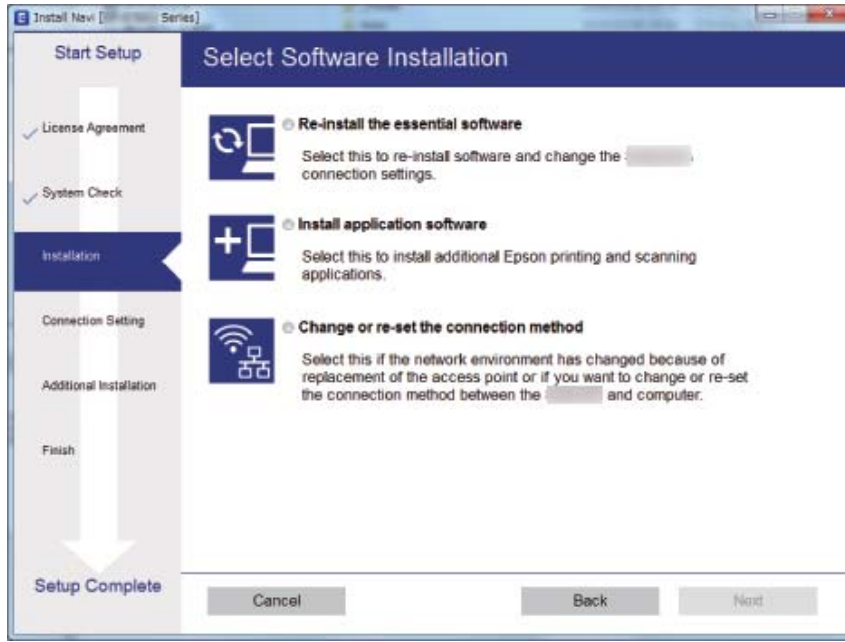 Install Navi [ Series]
Start Setup
License Agreement
System Check
Installation
Connection Setting
Additional Installation
Finish
Setup Complete
Select Software Installation
Re-install the essential software
Select this to re-install software and change the
connection settings.
Install application software
Select this to install additional Epson printing and scanning
applications.
Change or re-set the connection method
Select this if the network environment has changed because of
replacement of the access point or if you want to change or re-set
the connection method between the and computer.
Cancel
Back
Next